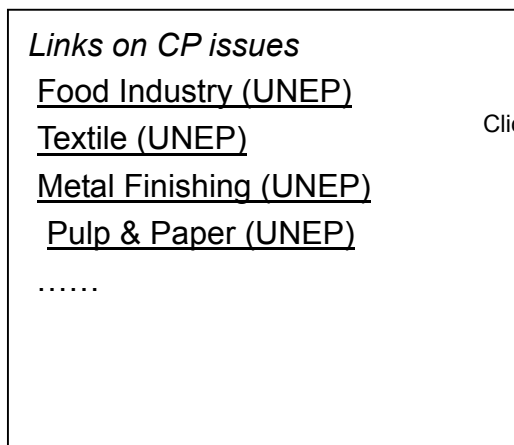 Links on CP issues
Food Industry (UNEP)
Textile (UNEP)
Metal Finishing (UNEP)
Pulp & Paper (UNEP)
......